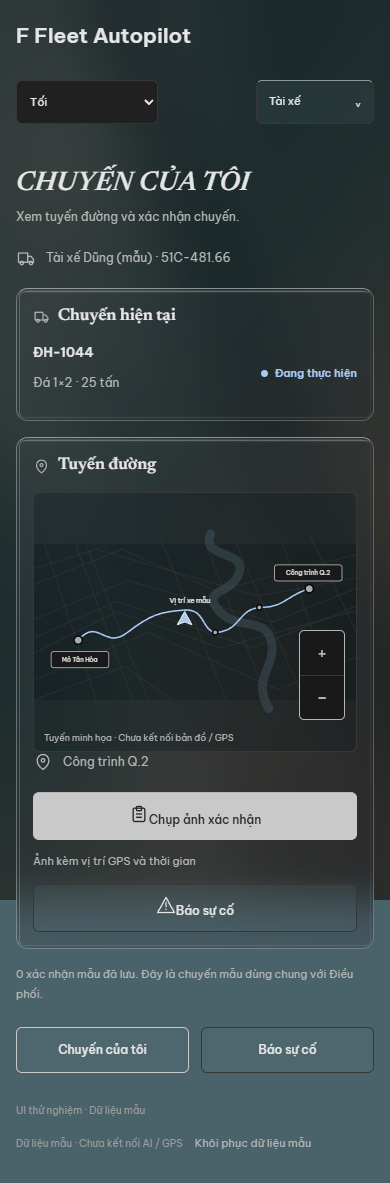 F Fleet Autopilot
Tối
Tài xế
CHUYẾN CỦA TÔI
Xem tuyến đường và xác nhận chuyến.
Tài xế Dũng (mẫu) · 51C-481.66
Chuyến hiện tại
ĐH-1044
Đá 1×2 · 25 tấn
Đang thực hiện
Tuyến đường
Công trình Q.2
Vị trí xe mẫu
Mỏ Tân Hòa
+
−
Tuyến minh họa · Chưa kết nối bản đồ / GPS
Công trình Q.2
Chụp ảnh xác nhận
Ảnh kèm vị trí GPS và thời gian
Báo sự cố
0 xác nhận mẫu đã lưu. Đây là chuyến mẫu dùng chung với Điều
phối.
Chuyến của tôi
Báo sự cố
UI thử nghiệm · Dữ liệu mẫu
Dữ liệu mẫu · Chưa kết nối AI / GPS
Khôi phục dữ liệu mẫu